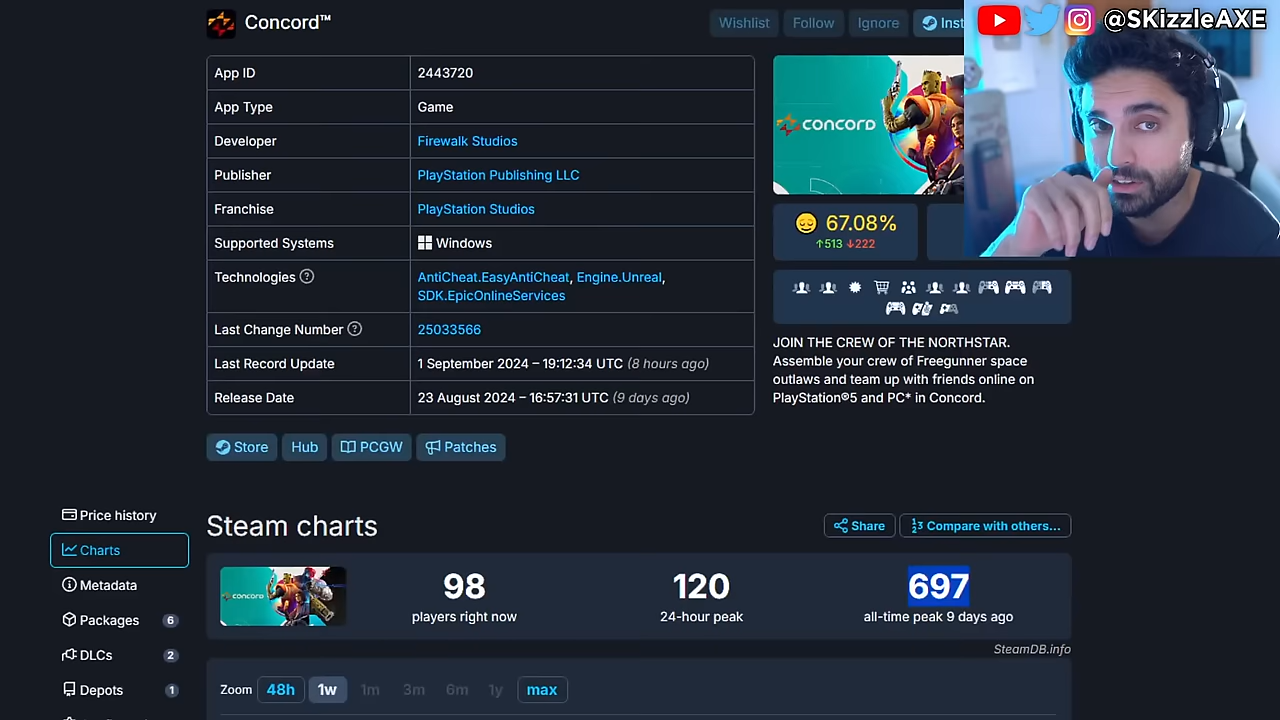 Concord™
Wishlist
Follow
Ignore
Inst
@SKizzleAXE
App ID 2443720
App Type Game
Developer Firewalk Studios
Publisher PlayStation Publishing LLC
Franchise PlayStation Studios
Supported Systems Windows
Technologies AntiCheat.EasyAntiCheat, Engine.Unreal,
SDK.EpicOnlineServices
Last Change Number 25033566
Last Record Update 1 September 2024 – 19:12:34 UTC (8 hours ago)
Release Date 23 August 2024 – 16:57:31 UTC (9 days ago)
CONCORD
67.08%
↑513 ↓222
JOIN THE CREW OF THE NORTHSTAR.
Assemble your crew of Freegunner space
outlaws and team up with friends online on
PlayStation®5 and PC* in Concord.
Store
Hub
PCGW
Patches
Price history
Charts
Metadata
Packages 6
DLCs 2
Depots 1
Steam charts
Share
Compare with others...
CONCORD
98
players right now
120
24-hour peak
697
all-time peak 9 days ago
SteamDB.info
Zoom 48h 1w 1m 3m 6m 1y max